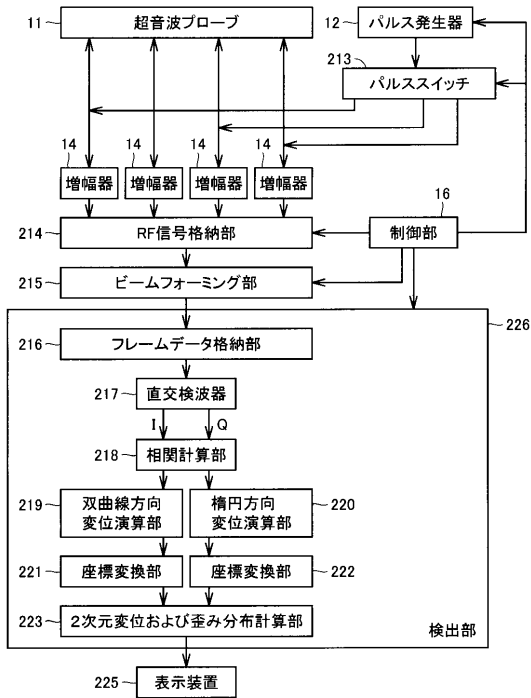 11 超音波プローブ
12 パルス発生器
213
パルススイッチ
14 14 14 14
増幅器 増幅器 増幅器 増幅器
16
214 RF信号格納部
制御部
215 ビームフォーミング部
226
216 フレームデータ格納部
217 直交検波器
I Q
218 相関計算部
219 双曲線方向
変位演算部
楕円方向
変位演算部 220
221 座標変換部
座標変換部 222
223 2次元変位および歪み分布計算部
検出部
225 表示装置